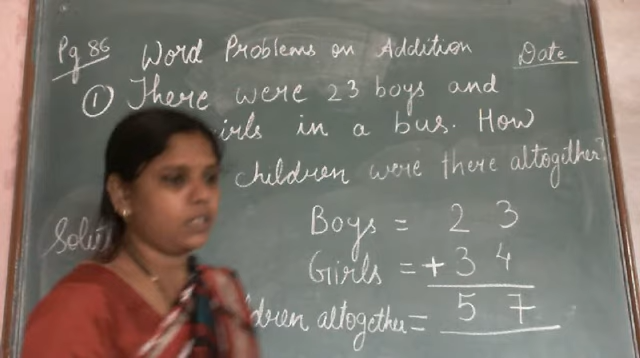 Pg 86 Word Problems on Addition Date
① There were 23 boys and
in a bus. How
children were there altogether?
Boys = 2 3
Girls = + 3 4
altogether = 5 7